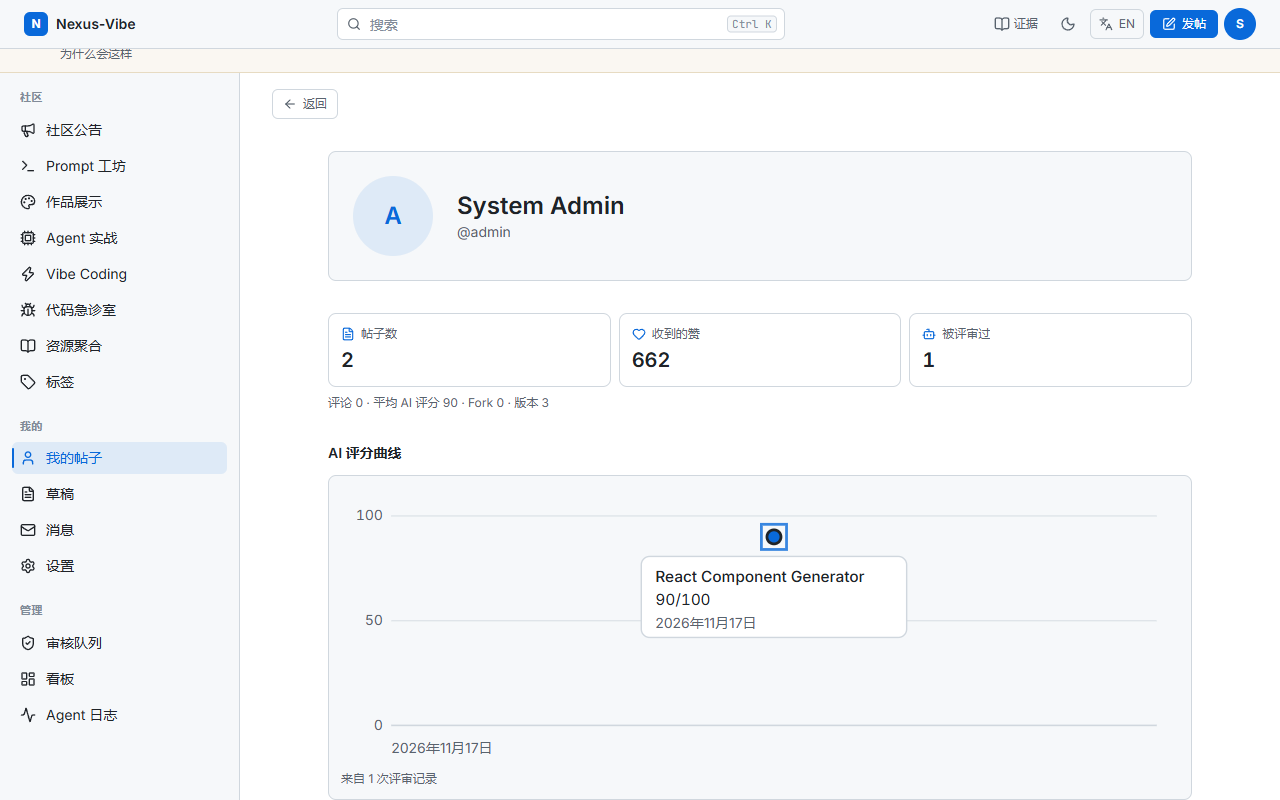 N Nexus-Vibe
搜索
Ctrl K
证据
EN
发帖
S
为什么会这样
社区
社区公告
Prompt 工坊
作品展示
Agent 实战
Vibe Coding
代码急诊室
资源聚合
标签
我的
我的帖子
草稿
消息
设置
管理
审核队列
看板
Agent 日志
返回
A
System Admin
@admin
帖子数
2
收到的赞
662
被评审过
1
评论 0 · 平均 AI 评分 90 · Fork 0 · 版本 3
AI 评分曲线
100
React Component Generator
90/100
2026年11月17日
50
0
2026年11月17日
来自 1 次评审记录